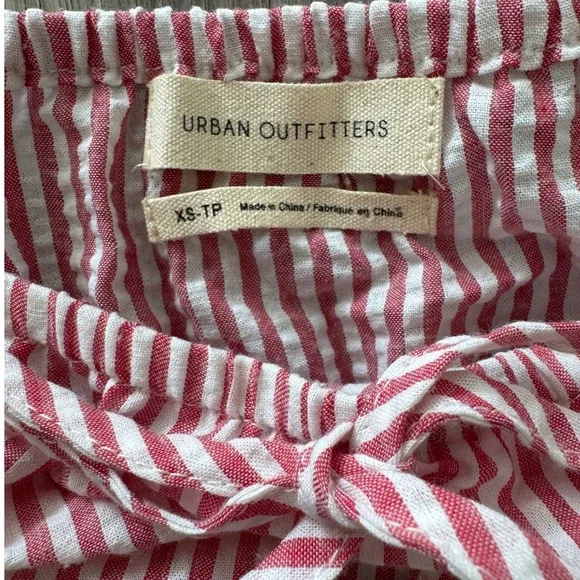 URBAN OUTFITTERS
XS-TP Made in China / Fabriqué en Chine